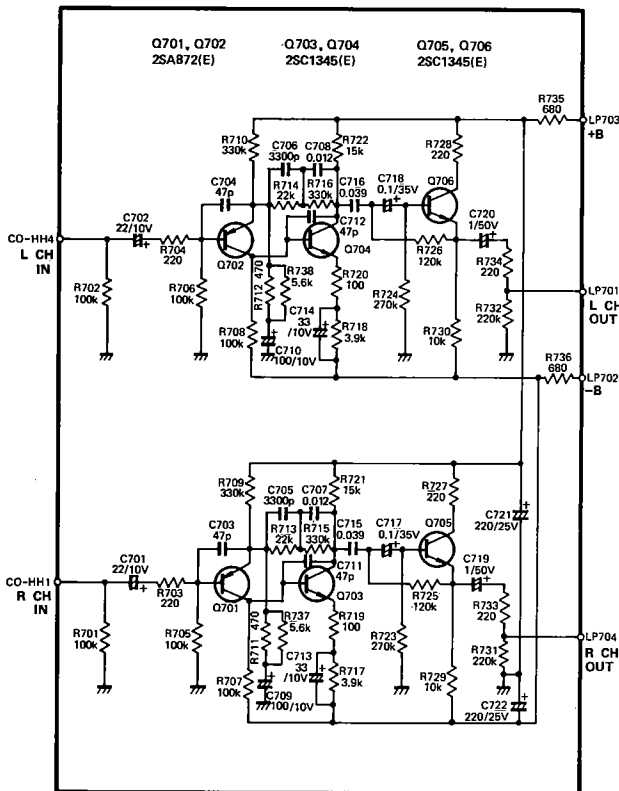 Q701, Q702
2SA872(E)
Q703, Q704
2SC1345(E)
Q705, Q706
2SC1345(E)
R735
680
LP703
+B
R710
330k
C706
3300p
C708
0.012
R722
15k
R728
220
C704
47p
R714
22k
R716
330k
C716
0.039
C718
0.1/35V
Q706
C702
22/10V
+
C712
47p
C720
1/50V
+
CO-HH4
L CH
IN
R704
220
Q702
Q704
R726
120k
R734
220
R702
100k
R706
100k
R712
470
R738
5.6k
R720
100
R724
270k
LP701
L CH
OUT
R732
220k
C714
33
/10V
+
R718
3.9k
R730
10k
R708
100k
C710
100/10V
+
R736
680
LP702
-B
R709
330k
C705
3300p
C707
0.012
R721
15k
R727
220
C703
47p
R713
22k
R715
330k
C715
0.039
C717
0.1/35V
Q705
C721
220/25V
+
C701
22/10V
+
C711
47p
C719
1/50V
+
CO-HH1
R CH
IN
R703
220
Q701
Q703
R725
120k
R733
220
R701
100k
R705
100k
R711
470
R737
5.6k
R719
100
R723
270k
LP704
R CH
OUT
R731
220k
C713
33
/10V
+
R717
3.9k
R729
10k
R707
100k
C709
100/10V
+
C722
220/25V
+